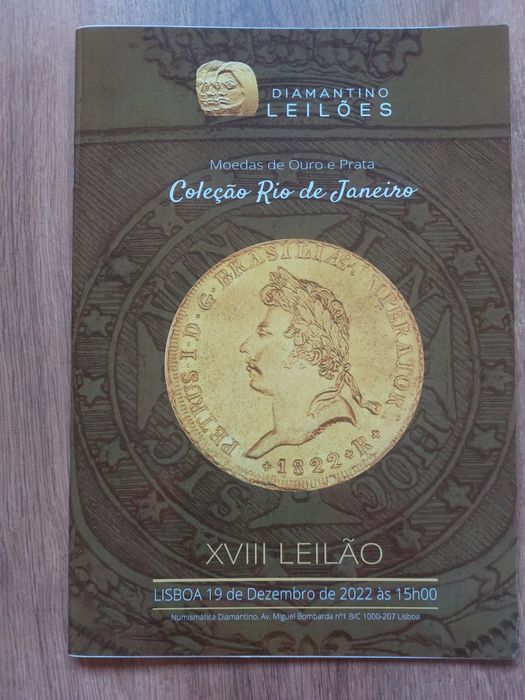 DIAMANTINO
LEILÕES
Moedas de Ouro e Prata
Coleção Rio de Janeiro
PETRUS I·D·G·BRASILIÆ·IMPERATOR
+1822·R+
XVIII LEILÃO
LISBOA 19 de Dezembro de 2022 às 15h00
Numismática Diamantino, Av. Miguel Bombarda nº1 B/C 1000-207 Lisboa